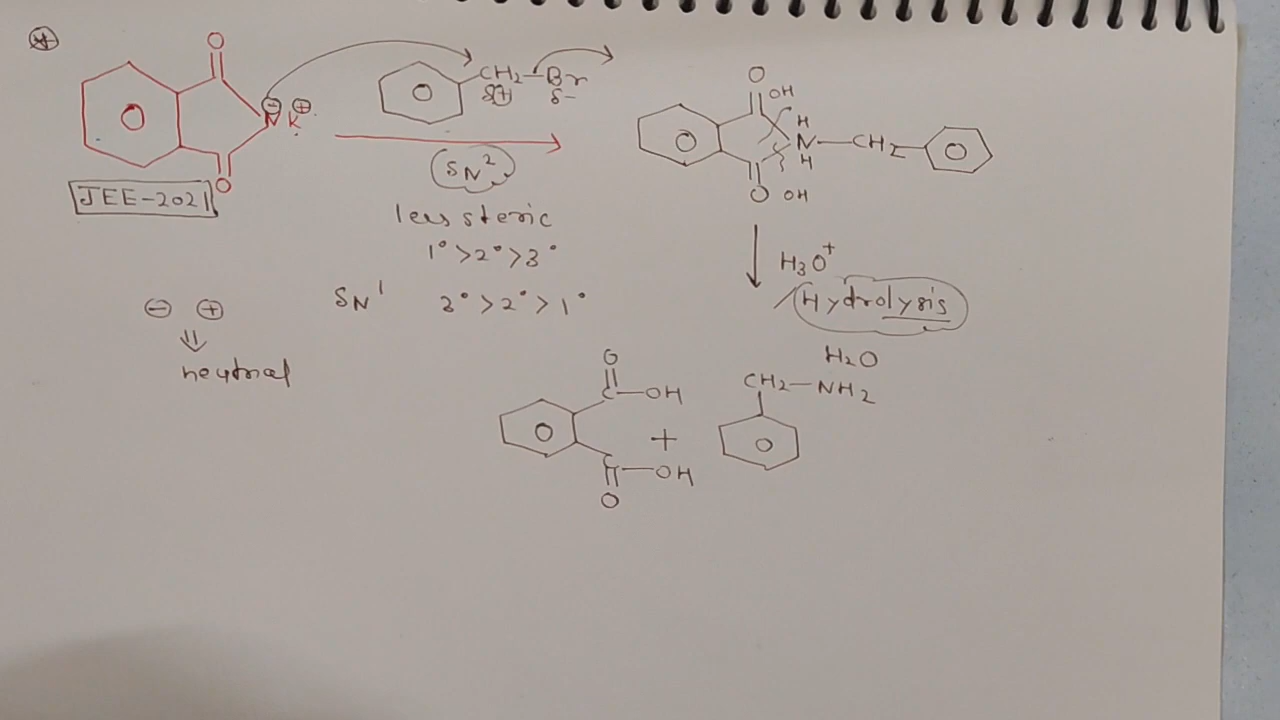 O
CH2—Br
δ⊕ δ-
⊖ ⊕
N K
O
JEE-2021
SN2
less steric
1° >2° >3°
SN1 3° >2° >1°
⊖ ⊕
⇓
neutral
O
OH
H
N—CH2
H
O OH
H3O+
Hydrolysis
H2O
O
C—OH
+
C—OH
O
CH2—NH2